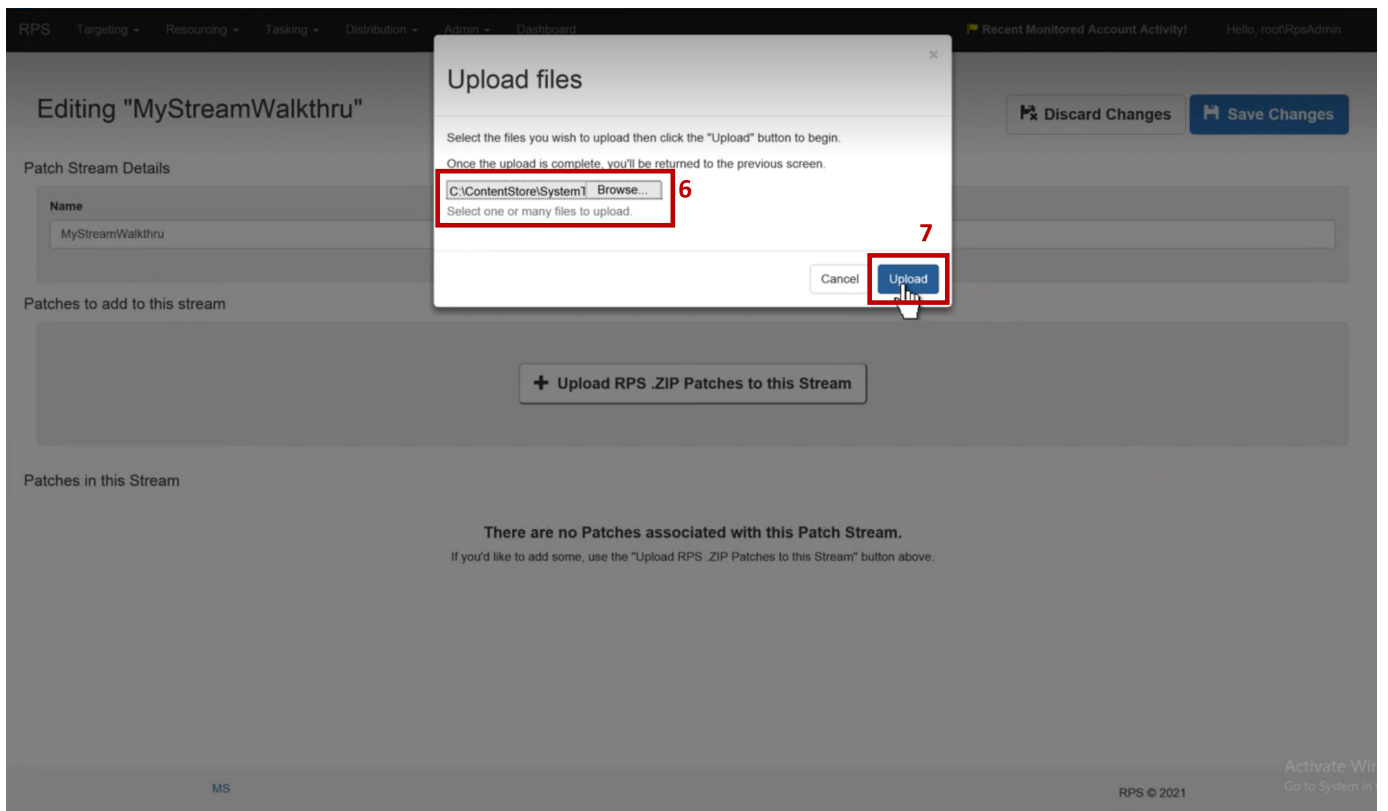 RPS Targeting Resourcing Tasking Distribution Admin Dashboard Recent Monitored Account Activity! Hello, root\RpsAdmin
×
Upload files
Editing "MyStreamWalkthru"
Discard Changes Save Changes
Select the files you wish to upload then click the "Upload" button to begin.
Once the upload is complete, you'll be returned to the previous screen.
Patch Stream Details
C:\ContentStore\SystemT Browse... 6
Select one or many files to upload.
Name
MyStreamWalkthru
7
Cancel Upload
Patches to add to this stream
+ Upload RPS .ZIP Patches to this Stream
Patches in this Stream
There are no Patches associated with this Patch Stream.
If you'd like to add some, use the "Upload RPS .ZIP Patches to this Stream" button above.
Activate Wi
Go to System in
MS RPS © 2021